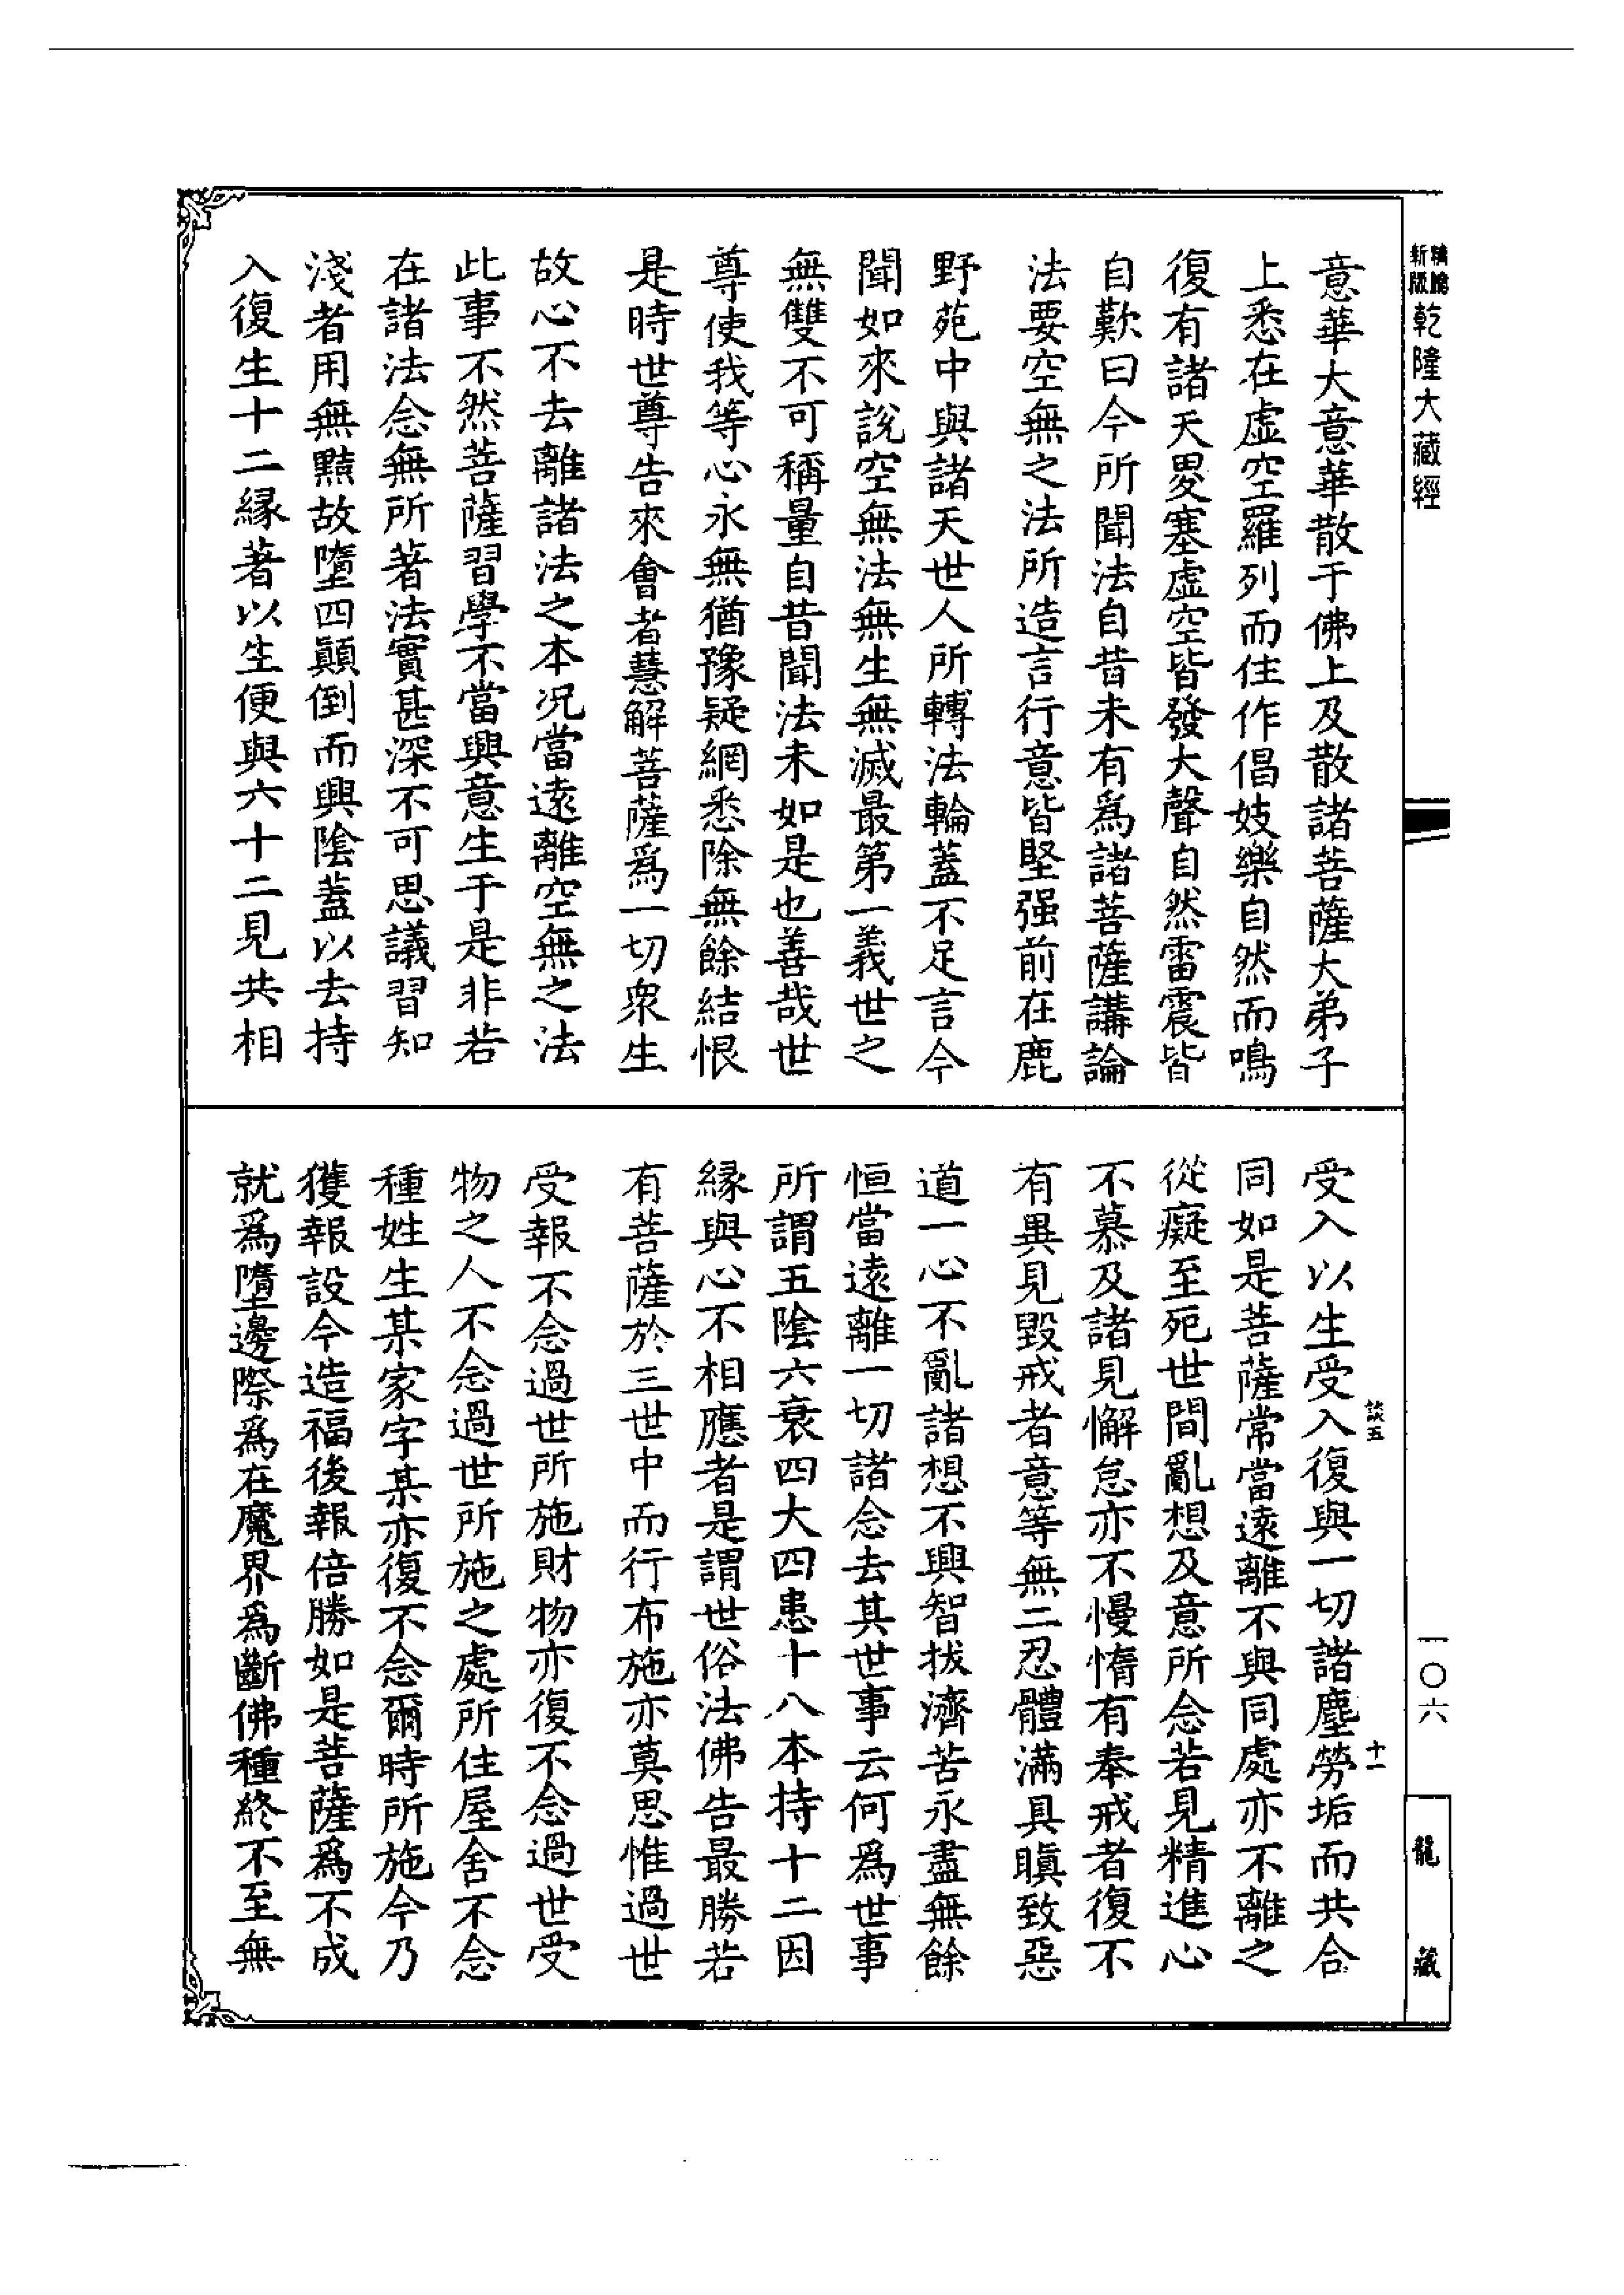 新版
精鵰
乾隆大藏經
一〇六
龍藏
意華大意華散于佛上及散諸菩薩大弟子
上悉在虛空羅列而住作倡妓樂自然而鳴
復有諸天畟塞虛空皆發大聲自然雷震皆
自歎曰今所聞法自昔未有爲諸菩薩講論
法要空無之法所造言行意皆堅强前在鹿
野苑中與諸天世人所轉法輪蓋不足言今
聞如來說空無法無生無滅最第一義世之
無雙不可稱量自昔聞法未如是也善哉世
尊使我等心永無猶豫疑網悉除無餘結恨
是時世尊告來會者慧解菩薩爲一切衆生
故心不去離諸法之本况當遠離空無之法
此事不然菩薩習學不當興意生于是非若
在諸法念無所著法實甚深不可思議習知
淺者用無黠故墮四顚倒而興陰蓋以去持
入復生十二緣著以生便與六十二見共相
談五
十一
受入以生受入復與一切諸塵勞垢而共合
同如是菩薩常當遠離不與同處亦不離之
從癡至死世間亂想及意所念若見精進心
不慕及諸見懈怠亦不慢惰有奉戒者復不
有異見毀戒者意等無二忍體滿具瞋致惡
道一心不亂諸想不興智拔濟苦永盡無餘
恒當遠離一切諸念去其世事云何爲世事
所謂五陰六衰四大四恚十八本持十二因
緣與心不相應者是謂世俗法佛告最勝若
有菩薩於三世中而行布施亦莫思惟過世
受報不念過世所施財物亦復不念過世受
物之人不念過世所施之處所住屋舍不念
種姓生某家字某亦復不念爾時所施今乃
獲報設今造福後報倍勝如是菩薩爲不成
就爲墮邊際爲在魔界爲斷佛種終不至無